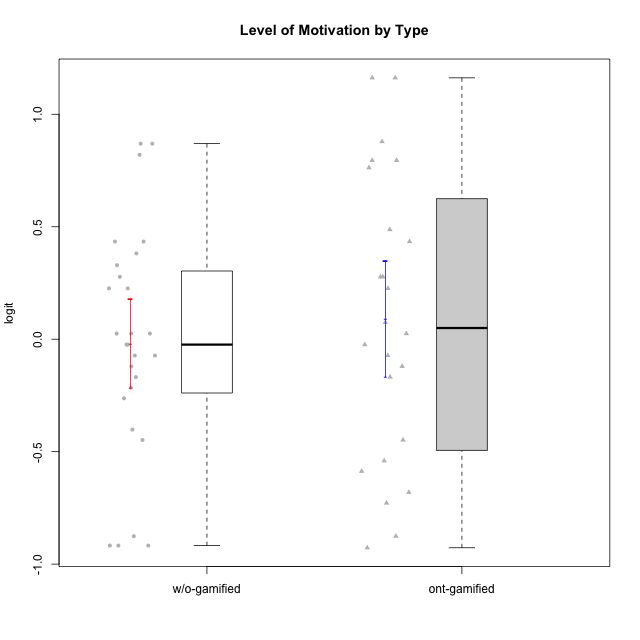 Level of Motivation by Type
1.0
0.5
0.0
-0.5
-1.0
logit
w/o-gamified
ont-gamified